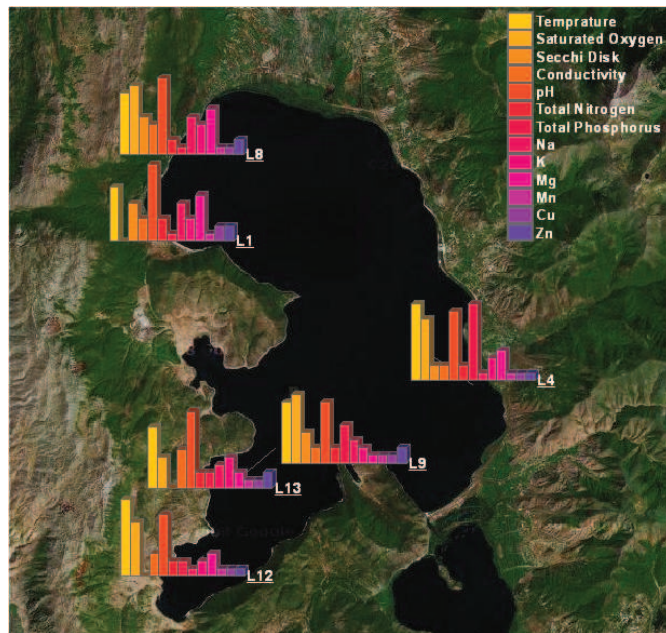 Temprature
Saturated Oxygen
Secchi Disk
Conductivity
pH
Total Nitrogen
Total Phosphorus
Na
K
Mg
Mn
Cu
Zn
L8
L1
L4
L9
L13
L12